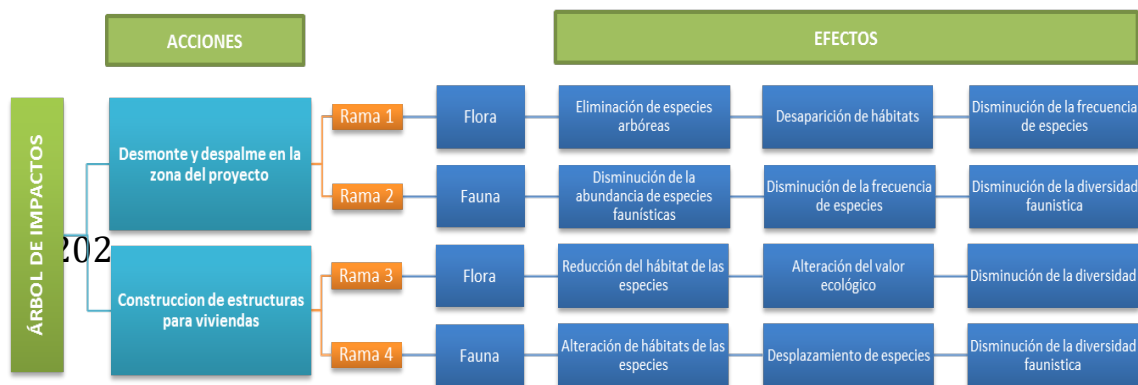 ACCIONES
EFECTOS
ÁRBOL DE IMPACTOS
202
Desmonte y despalme en la
zona del proyecto
Rama 1
Flora
Eliminación de especies
arbóreas
Desaparición de hábitats
Disminución de la frecuencia
de especies
Rama 2
Fauna
Disminución de la
abundancia de especies
faunísticas
Disminución de la frecuencia
de especies
Disminución de la diversidad
faunistica
Construccion de estructuras
para viviendas
Rama 3
Flora
Reducción del hábitat de las
especies
Alteración del valor
ecológico
Disminución de la diversidad
Rama 4
Fauna
Alteración de hábitats de las
especies
Desplazamiento de especies
Disminución de la diversidad
faunistica